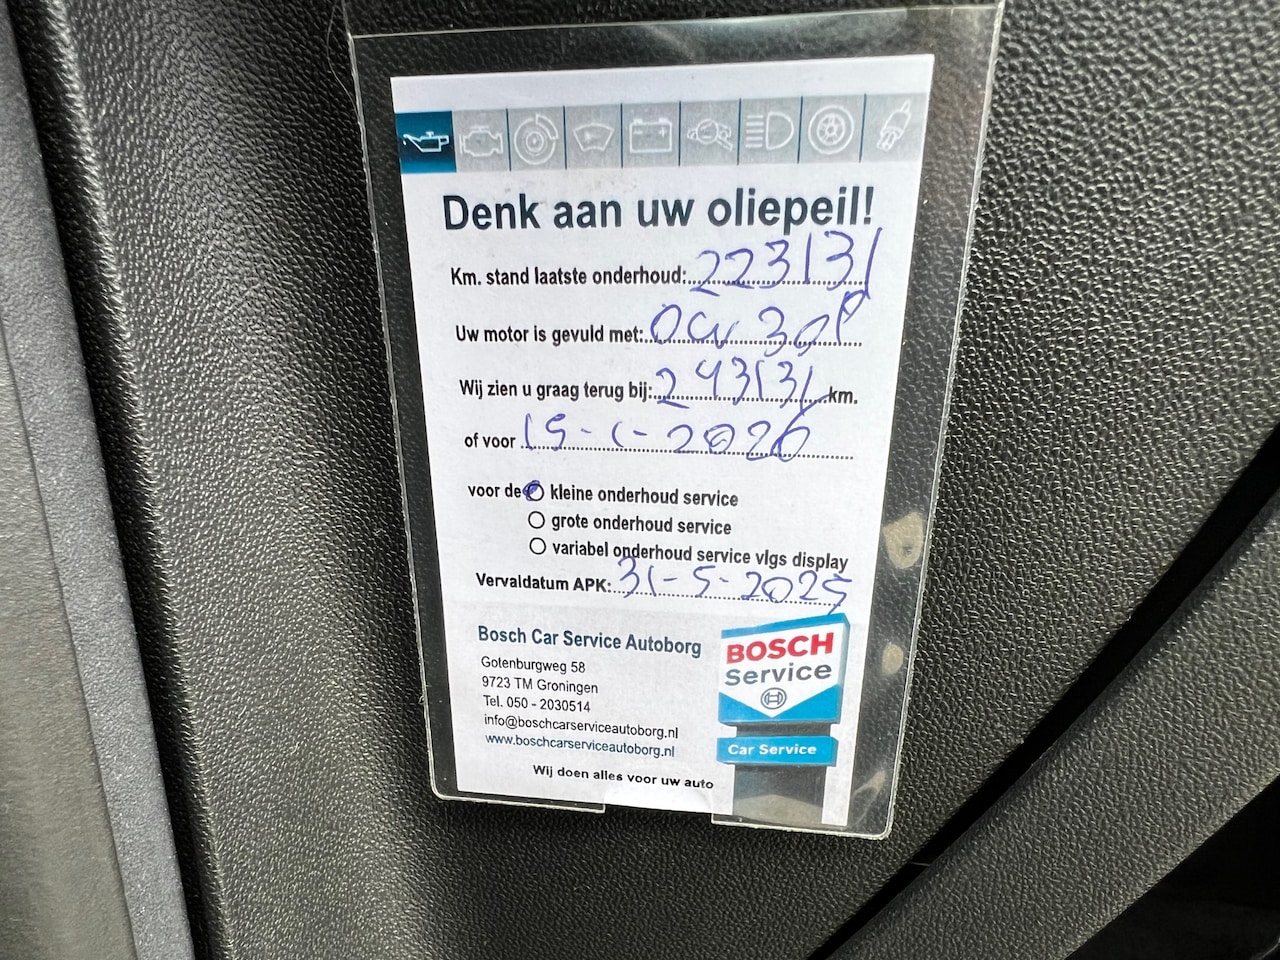 Denk aan uw oliepeil!
Km. stand laatste onderhoud: 223131
Uw motor is gevuld met: 0w 30P
Wij zien u graag terug bij: 243131 km.
of voor 19-1-2026
voor de kleine onderhoud service
grote onderhoud service
variabel onderhoud service vlgs display
Vervaldatum APK: 31-5-2025
Bosch Car Service Autoborg
Gotenburgweg 58
9723 TM Groningen
Tel. 050 - 2030514
info@boschcarserviceautoborg.nl
www.boschcarserviceautoborg.nl
Wij doen alles voor uw auto
BOSCH
Service
Car Service